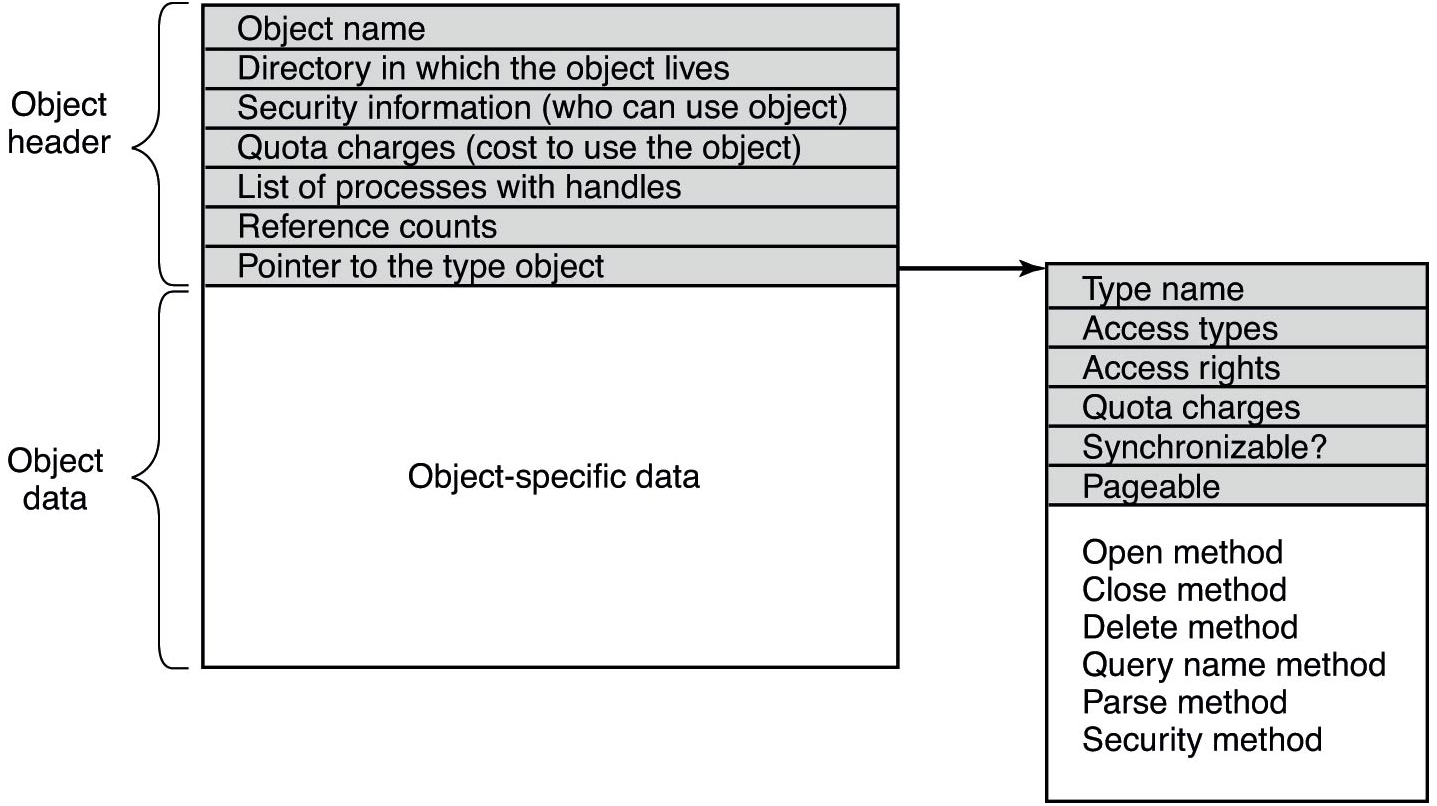 Object
header
Object name
Directory in which the object lives
Security information (who can use object)
Quota charges (cost to use the object)
List of processes with handles
Reference counts
Pointer to the type object
Object
data
Object-specific data
Type name
Access types
Access rights
Quota charges
Synchronizable?
Pageable
Open method
Close method
Delete method
Query name method
Parse method
Security method